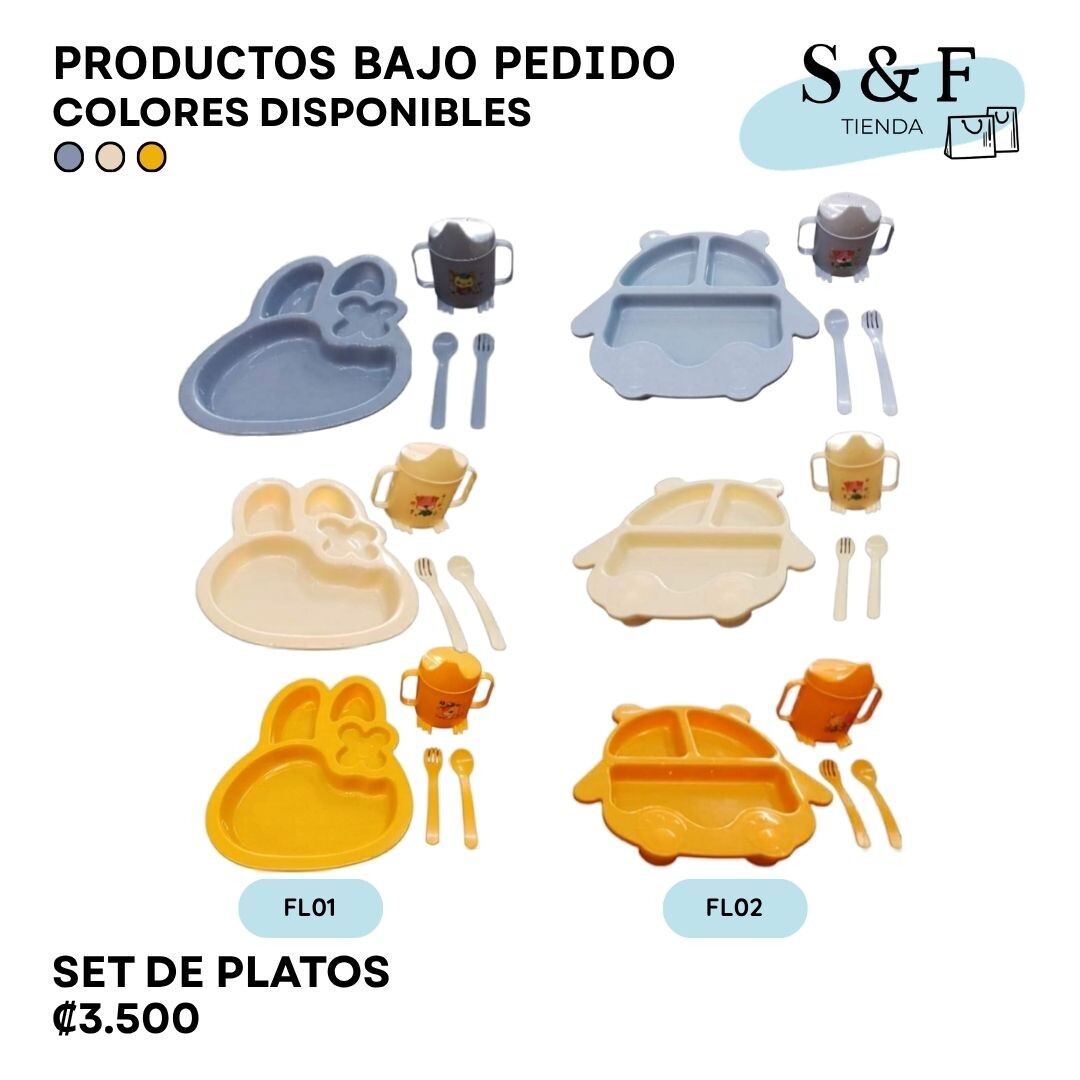 PRODUCTOS BAJO PEDIDO
COLORES DISPONIBLES
S & F
TIENDA
FL01
FL02
SET DE PLATOS
₡3.500